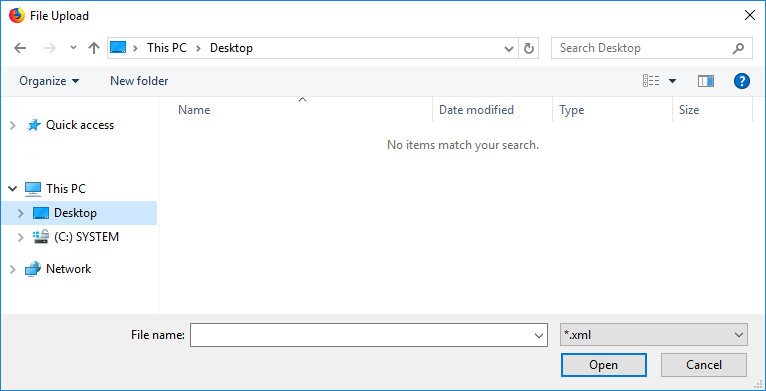 File Upload
This PC Desktop Search Desktop
Organize New folder ?
Name Date modified Type Size
No items match your search.
Quick access
This PC
Desktop
(C:) SYSTEM
Network
File name: *.xml
Open Cancel